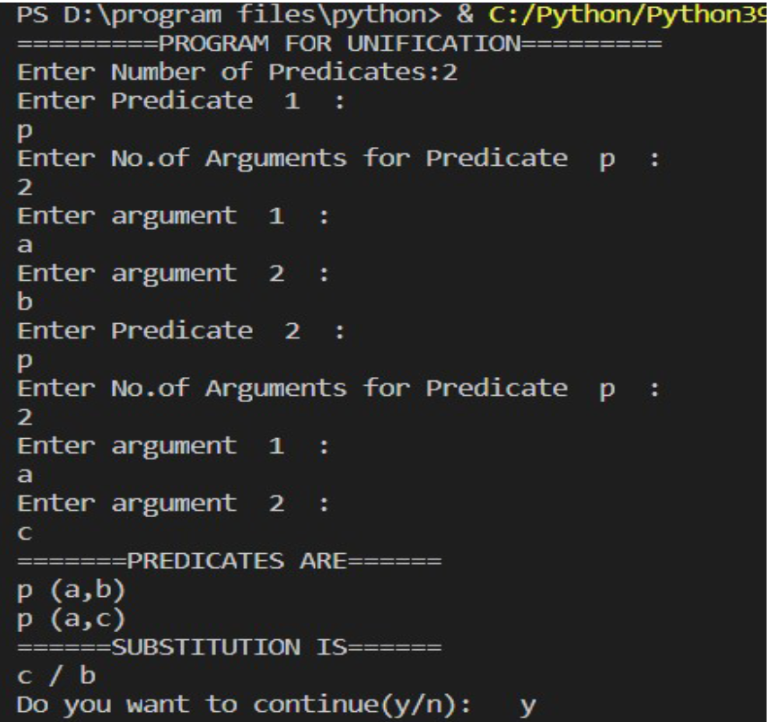 PS D:\program files\python> & C:/Python/Python39
=========PROGRAM FOR UNIFICATION=========
Enter Number of Predicates:2
Enter Predicate  1  :
p
Enter No.of Arguments for Predicate  p  :
2
Enter argument  1  :
a
Enter argument  2  :
b
Enter Predicate  2  :
p
Enter No.of Arguments for Predicate  p  :
2
Enter argument  1  :
a
Enter argument  2  :
c
=======PREDICATES ARE======
p (a,b)
p (a,c)
======SUBSTITUTION IS======
c / b
Do you want to continue(y/n):   y